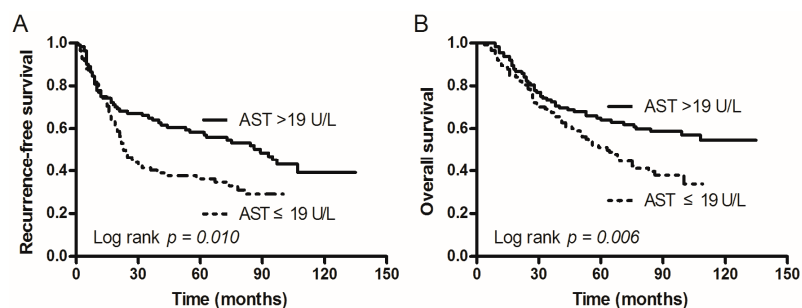 A
Recurrence-free survival
1.0
0.8
0.6
0.4
0.2
0.0
AST >19 U/L
AST ≤ 19 U/L
Log rank p = 0.010
0 30 60 90 120 150
Time (months)
B
Overall survival
1.0
0.8
0.6
0.4
0.2
0.0
AST >19 U/L
AST ≤ 19 U/L
Log rank p = 0.006
0 30 60 90 120 150
Time (months)